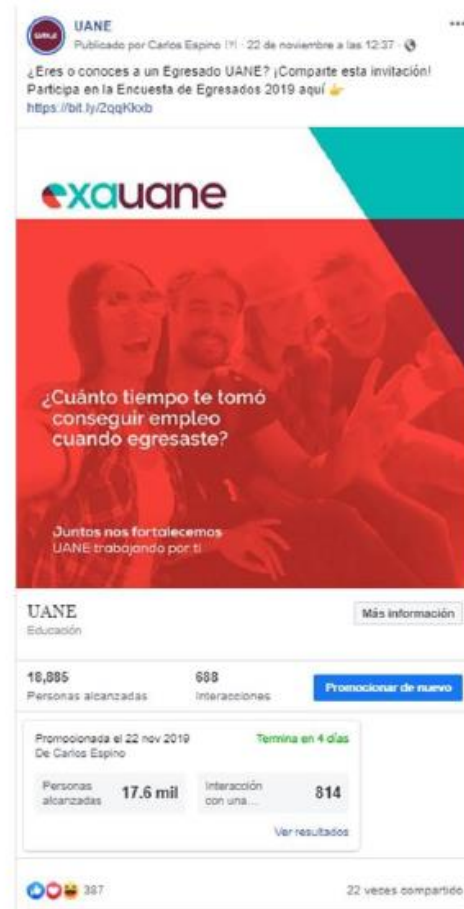 UANE
Publicado por Carlos Espino [?] · 22 de noviembre a las 12:37 ·
¿Eres o conoces a un Egresado UANE? ¡Comparte esta invitación!
Participa en la Encuesta de Egresados 2019 aquí 👉
https://bit.ly/2qqKkxb
exauane
¿Cuánto tiempo te tomó
conseguir empleo
cuando egresaste?
Juntos nos fortalecemos
UANE trabajando por ti
UANE
Educación
Más información
18,885
Personas alcanzadas
688
Interacciones
Promocionar de nuevo
Promocionada el 22 nov 2019
De Carlos Espino
Termina en 4 días
Personas
alcanzadas
17.6 mil
Interacción
con una...
814
Ver resultados
387
22 veces compartido